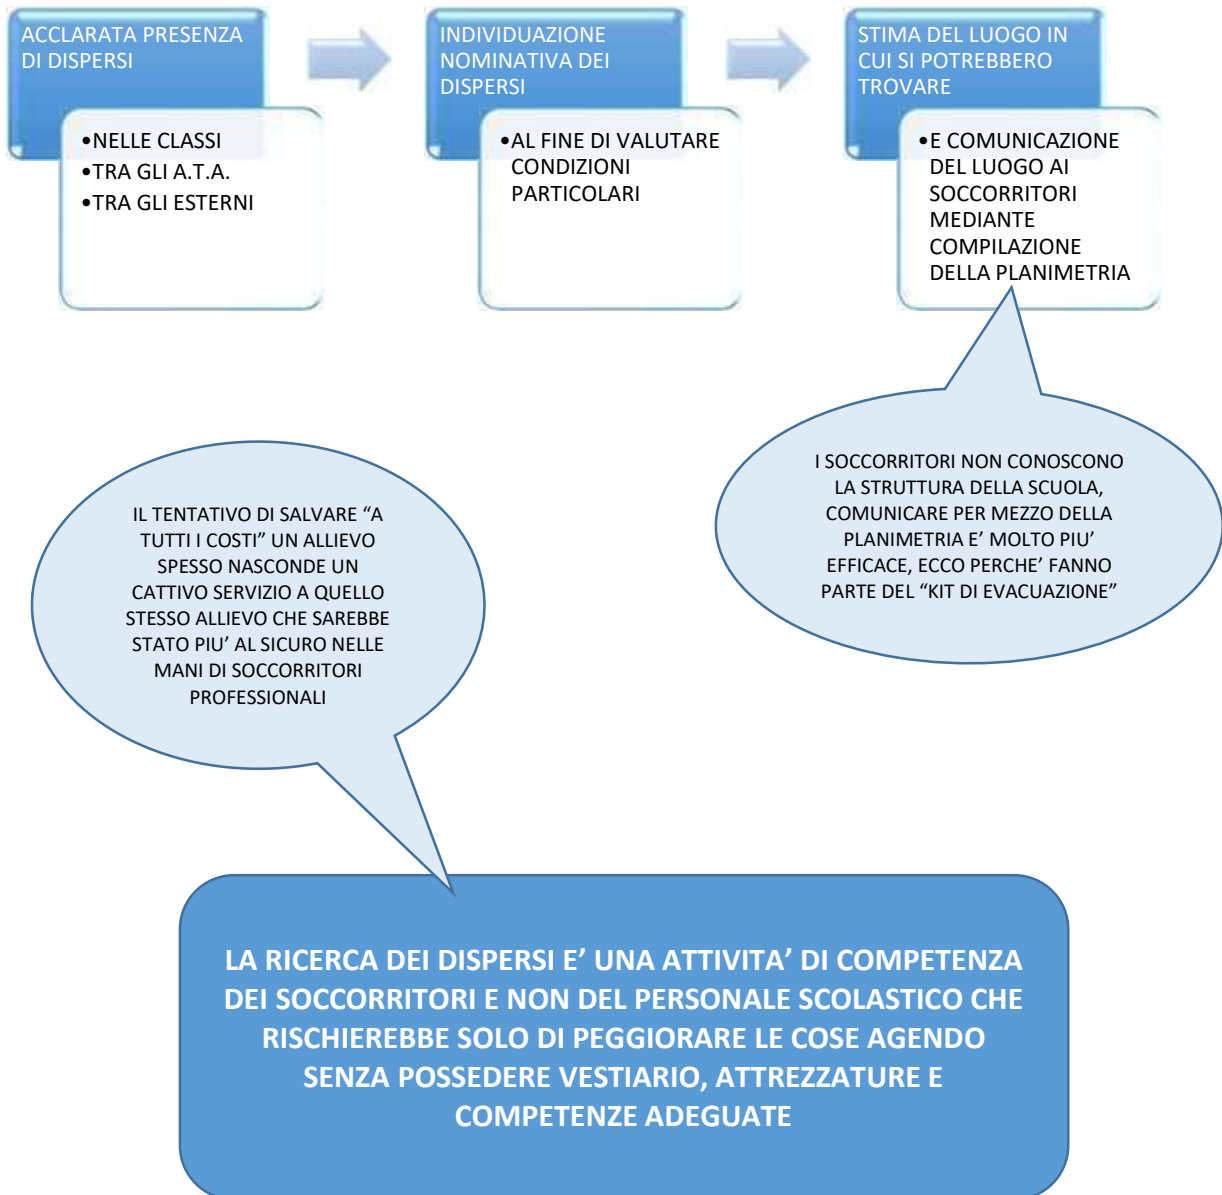 ACCLARATA PRESENZA
DI DISPERSI
•NELLE CLASSI
•TRA GLI A.T.A.
•TRA GLI ESTERNI
INDIVIDUAZIONE
NOMINATIVA DEI
DISPERSI
•AL FINE DI VALUTARE
CONDIZIONI
PARTICOLARI
STIMA DEL LUOGO IN
CUI SI POTREBBERO
TROVARE
•E COMUNICAZIONE
DEL LUOGO AI
SOCCORRITORI
MEDIANTE
COMPILAZIONE
DELLA PLANIMETRIA
I SOCCORRITORI NON CONOSCONO
LA STRUTTURA DELLA SCUOLA,
COMUNICARE PER MEZZO DELLA
PLANIMETRIA E’ MOLTO PIU’
EFFICACE, ECCO PERCHE’ FANNO
PARTE DEL “KIT DI EVACUAZIONE”
IL TENTATIVO DI SALVARE “A
TUTTI I COSTI” UN ALLIEVO
SPESSO NASCONDE UN
CATTIVO SERVIZIO A QUELLO
STESSO ALLIEVO CHE SAREBBE
STATO PIU’ AL SICURO NELLE
MANI DI SOCCORRITORI
PROFESSIONALI
LA RICERCA DEI DISPERSI E’ UNA ATTIVITA’ DI COMPETENZA
DEI SOCCORRITORI E NON DEL PERSONALE SCOLASTICO CHE
RISCHIEREBBE SOLO DI PEGGIORARE LE COSE AGENDO
SENZA POSSEDERE VESTIARIO, ATTREZZATURE E
COMPETENZE ADEGUATE